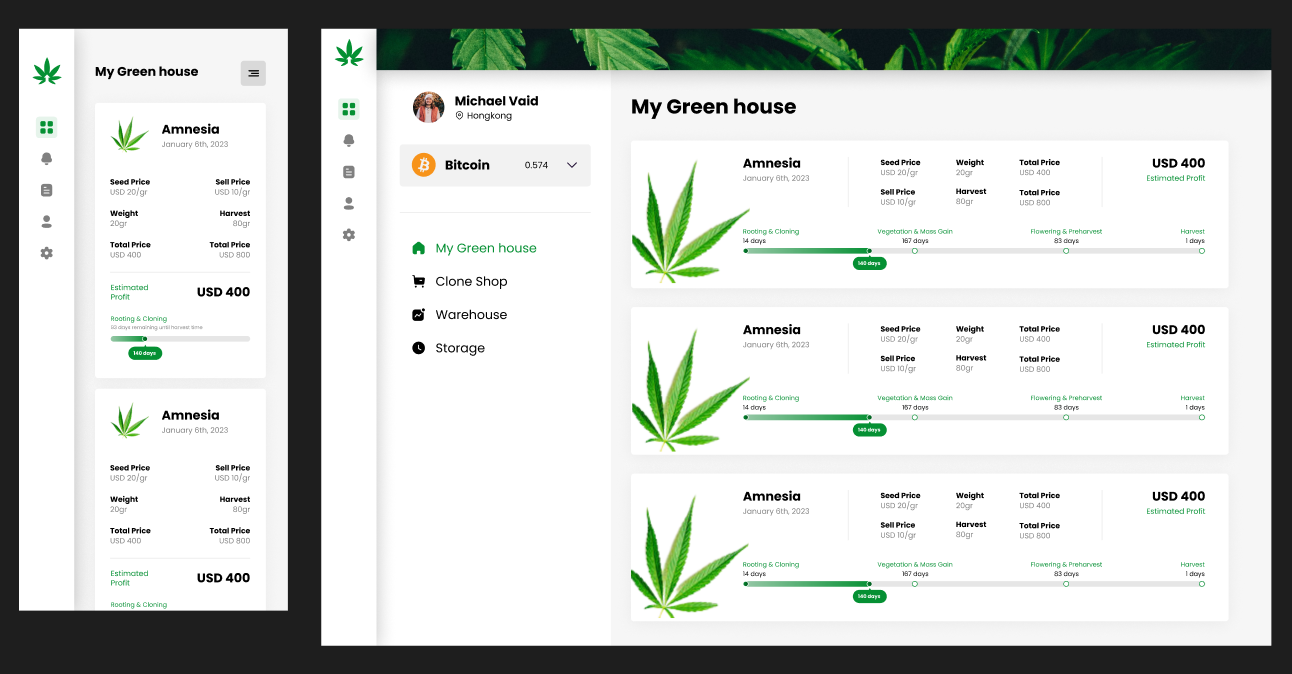 My Green house
Amnesia
January 6th, 2023
Seed Price Sell Price
USD 20/gr USD 10/gr
Weight Harvest
20gr 80gr
Total Price Total Price
USD 400 USD 800
Estimated
Profit
USD 400
Rooting & Cloning
83 days remaining until harvest time
140 days
Amnesia
January 6th, 2023
Seed Price Sell Price
USD 20/gr USD 10/gr
Weight Harvest
20gr 80gr
Total Price Total Price
USD 400 USD 800
Estimated
Profit
USD 400
Rooting & Cloning
Michael Vaid
Hongkong
Bitcoin 0.574
My Green house
Clone Shop
Warehouse
Storage
My Green house
Amnesia
January 6th, 2023
Seed Price Weight Total Price
USD 20/gr 20gr USD 400
Sell Price Harvest Total Price
USD 10/gr 80gr USD 800
USD 400
Estimated Profit
Rooting & Cloning Vegetation & Mass Gain Flowering & Preharvest Harvest
14 days 167 days 83 days 1 days
140 days
Amnesia
January 6th, 2023
Seed Price Weight Total Price
USD 20/gr 20gr USD 400
Sell Price Harvest Total Price
USD 10/gr 80gr USD 800
USD 400
Estimated Profit
Rooting & Cloning Vegetation & Mass Gain Flowering & Preharvest Harvest
14 days 167 days 83 days 1 days
140 days
Amnesia
January 6th, 2023
Seed Price Weight Total Price
USD 20/gr 20gr USD 400
Sell Price Harvest Total Price
USD 10/gr 80gr USD 800
USD 400
Estimated Profit
Rooting & Cloning Vegetation & Mass Gain Flowering & Preharvest Harvest
14 days 167 days 83 days 1 days
140 days